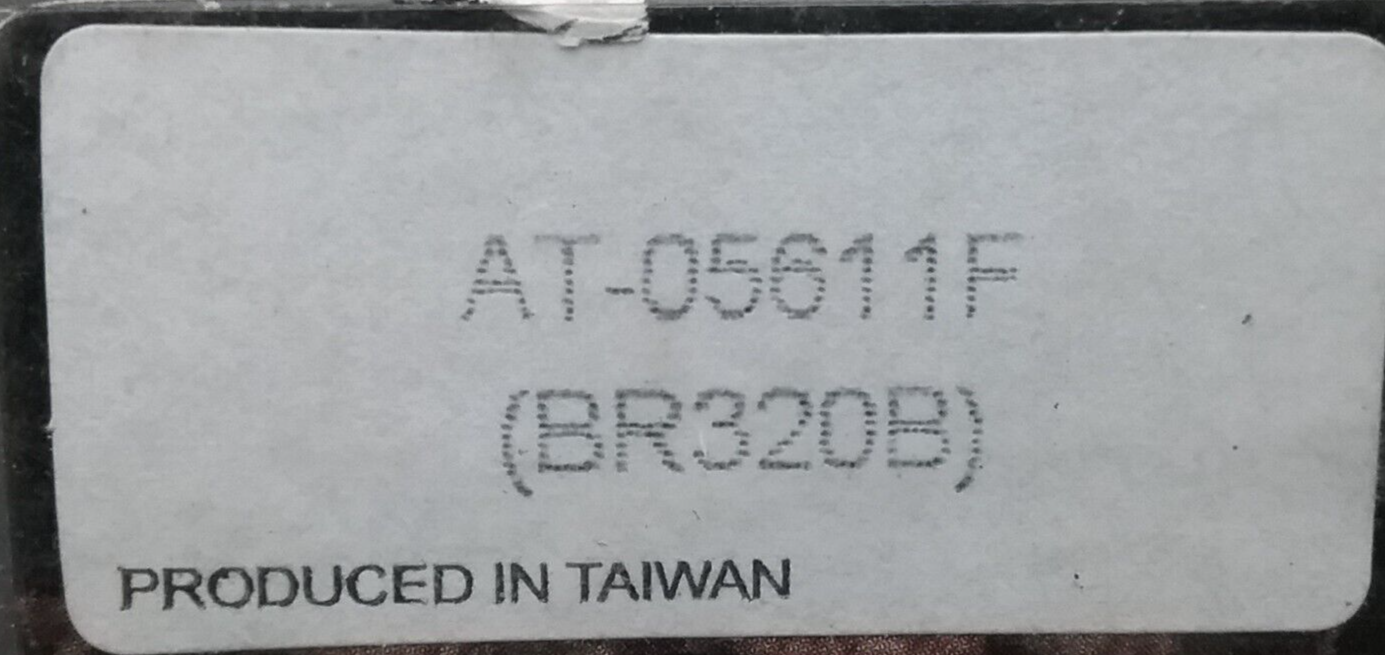 AT-05611F
(BR320B)
PRODUCED IN TAIWAN